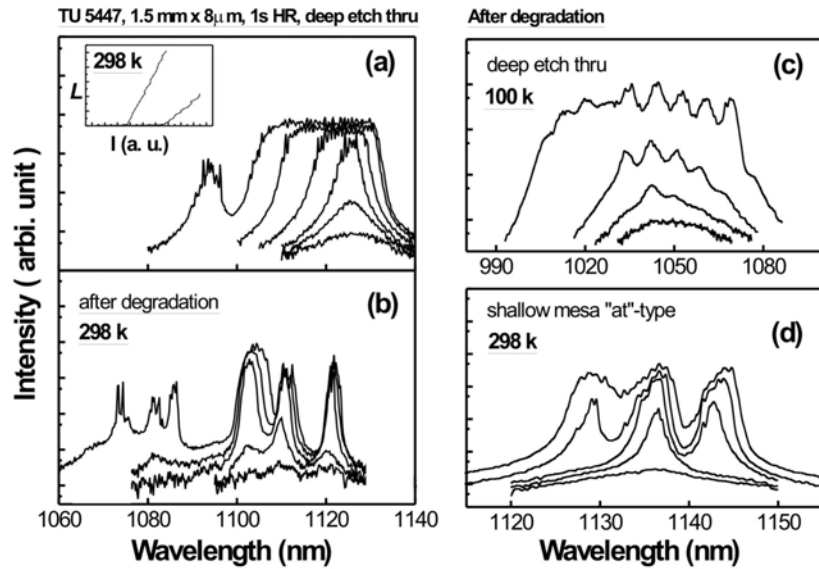 TU 5447, 1.5 mm x 8μ m, 1s HR, deep etch thru
After degradation
298 k
L
I (a. u.)
(a)
deep etch thru
100 k
(c)
990 1020 1050 1080
Intensity ( arbi. unit )
after degradation
298 k
(b)
shallow mesa "at"-type
298 k
(d)
1060 1080 1100 1120 1140
1120 1130 1140 1150
Wavelength (nm)
Wavelength (nm)